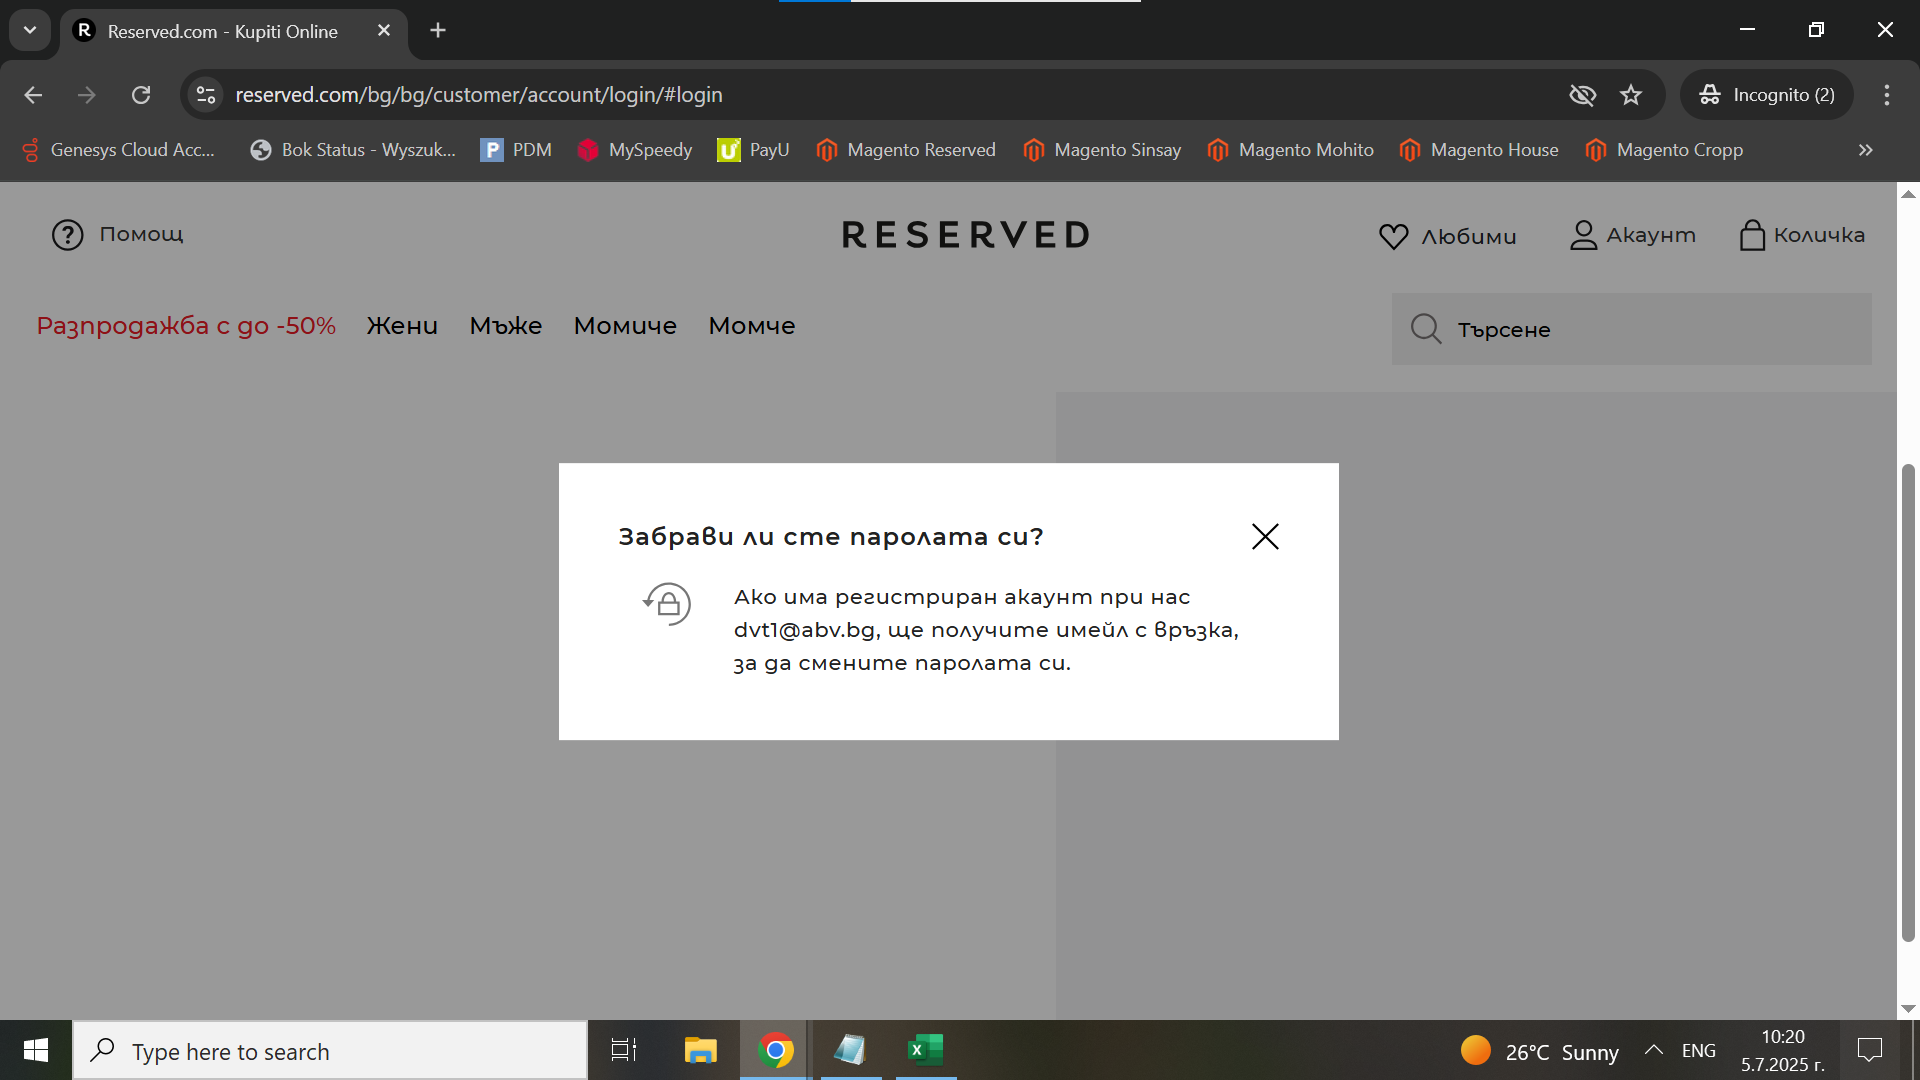 R Reserved.com - Kupiti Online
reserved.com/bg/bg/customer/account/login/#login
Incognito (2)
Genesys Cloud Acc...
Bok Status - Wyszuk...
P PDM
MySpeedy
U PayU
Magento Reserved
Magento Sinsay
Magento Mohito
Magento House
Magento Cropp
? Помощ
RESERVED
Любими
Акаунт
Количка
Разпродажба с до -50%
Жени
Мъже
Момиче
Момче
Търсене
Забрави ли сте паролата си?
Ако има регистриран акаунт при нас
dvt1@abv.bg, ще получите имейл с връзка,
за да смените паролата си.
Type here to search
26°C Sunny
ENG
10:20
5.7.2025 г.